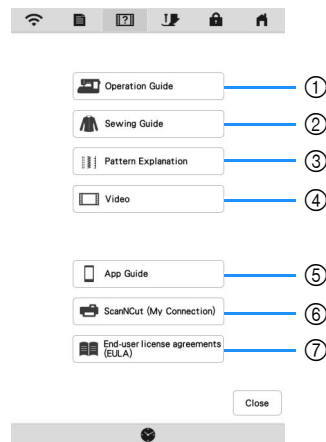 Operation Guide ①
Sewing Guide ②
Pattern Explanation ③
Video ④
App Guide ⑤
ScanNCut (My Connection) ⑥
End-user license agreements
(EULA) ⑦
Close